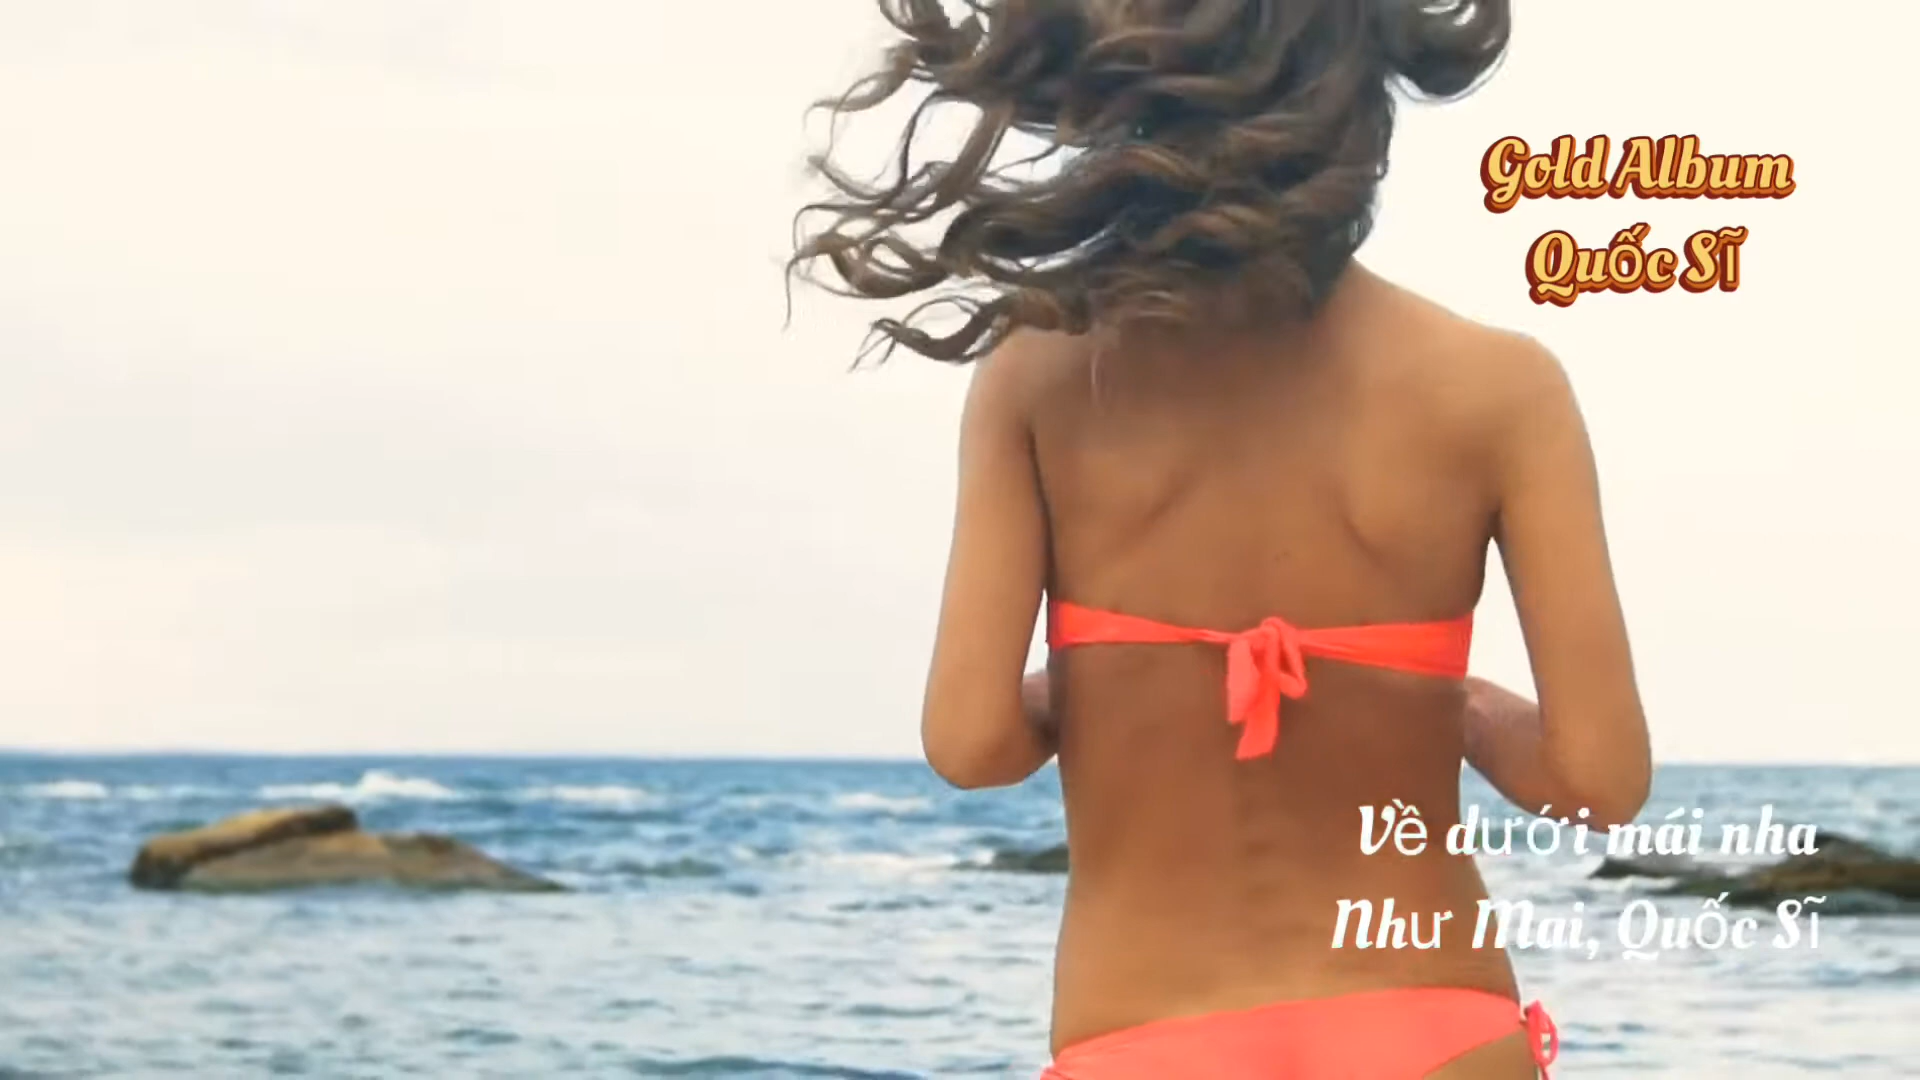 Gold Album
Quốc Sĩ
Về dưới mái nha
Như Mai, Quốc Sĩ